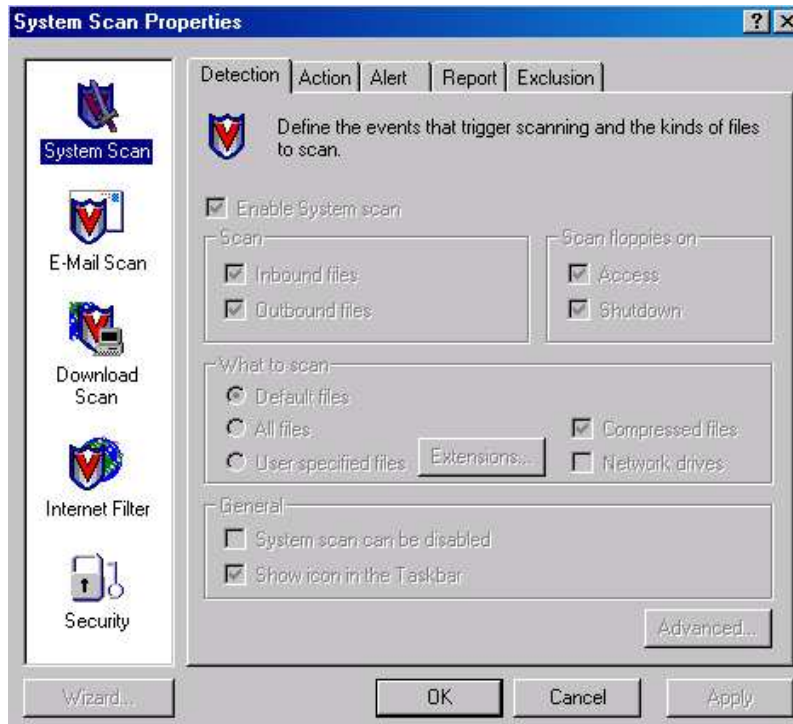 System Scan Properties
System Scan
E-Mail Scan
Download
Scan
Internet Filter
Security
Detection Action Alert Report Exclusion
Define the events that trigger scanning and the kinds of files
to scan.
Enable System scan
Scan
Inbound files
Outbound files
Scan floppies on
Access
Shutdown
What to scan
Default files
All files
User specified files
Extensions...
Compressed files
Network drives
General
System scan can be disabled
Show icon in the Taskbar
Advanced...
Wizard...
OK
Cancel
Apply